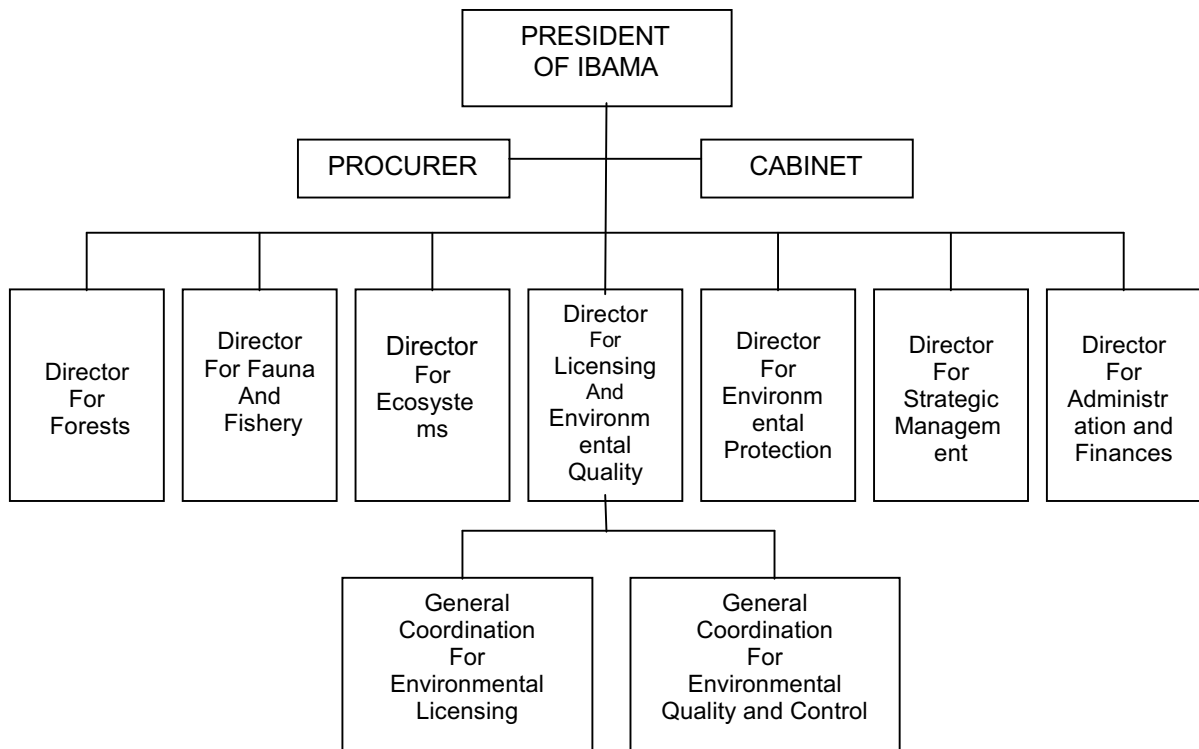 PRESIDENT
OF IBAMA
PROCURER
CABINET
Director
For
Forests
Director
For Fauna
And
Fishery
Director
For
Ecosyste
ms
Director
For
Licensing
And
Environm
ental
Quality
Director
For
Environm
ental
Protection
Director
For
Strategic
Managem
ent
Director
For
Administr
ation and
Finances
General
Coordination
For
Environmental
Licensing
General
Coordination
For
Environmental
Quality and Control